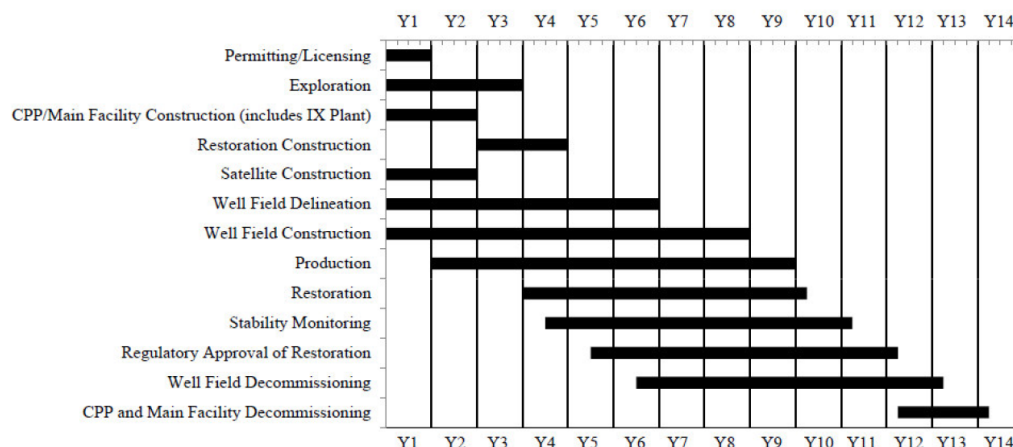 Y1 Y2 Y3 Y4 Y5 Y6 Y7 Y8 Y9 Y10 Y11 Y12 Y13 Y14
Permitting/Licensing
Exploration
CPP/Main Facility Construction (includes IX Plant)
Restoration Construction
Satellite Construction
Well Field Delineation
Well Field Construction
Production
Restoration
Stability Monitoring
Regulatory Approval of Restoration
Well Field Decommissioning
CPP and Main Facility Decommissioning
Y1 Y2 Y3 Y4 Y5 Y6 Y7 Y8 Y9 Y10 Y11 Y12 Y13 Y14